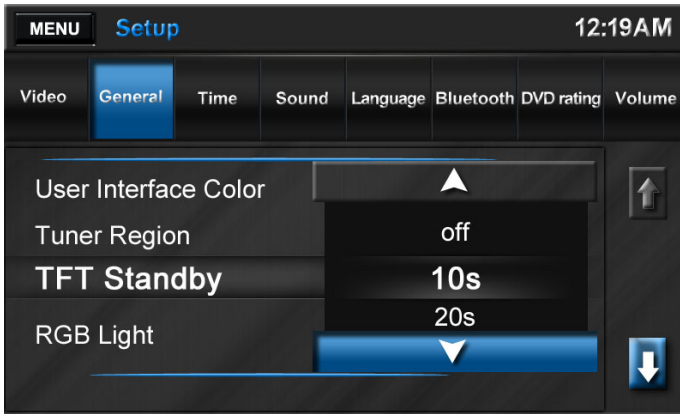 MENU Setup 12:19AM
Video General Time Sound Language Bluetooth DVD rating Volume
User Interface Color
Tuner Region off
TFT Standby 10s
20s
RGB Light